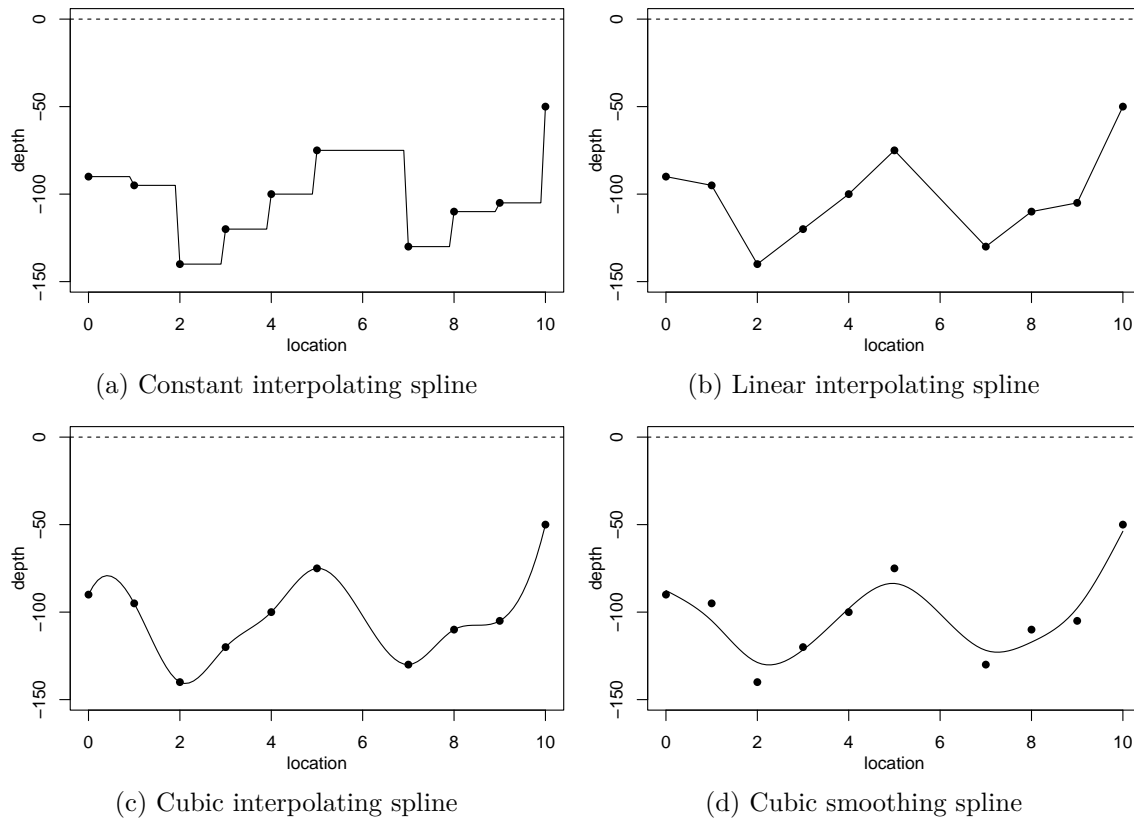 0
−50
−100
−150
depth
0 2 4 6 8 10
location
(a) Constant interpolating spline
0
−50
−100
−150
depth
0 2 4 6 8 10
location
(b) Linear interpolating spline
0
−50
−100
−150
depth
0 2 4 6 8 10
location
(c) Cubic interpolating spline
0
−50
−100
−150
depth
0 2 4 6 8 10
location
(d) Cubic smoothing spline